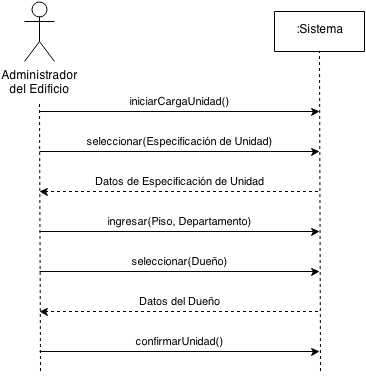 :Sistema
Administrador
del Edificio
iniciarCargaUnidad()
seleccionar(Especificación de Unidad)
Datos de Especificación de Unidad
ingresar(Piso, Departamento)
seleccionar(Dueño)
Datos del Dueño
confirmarUnidad()